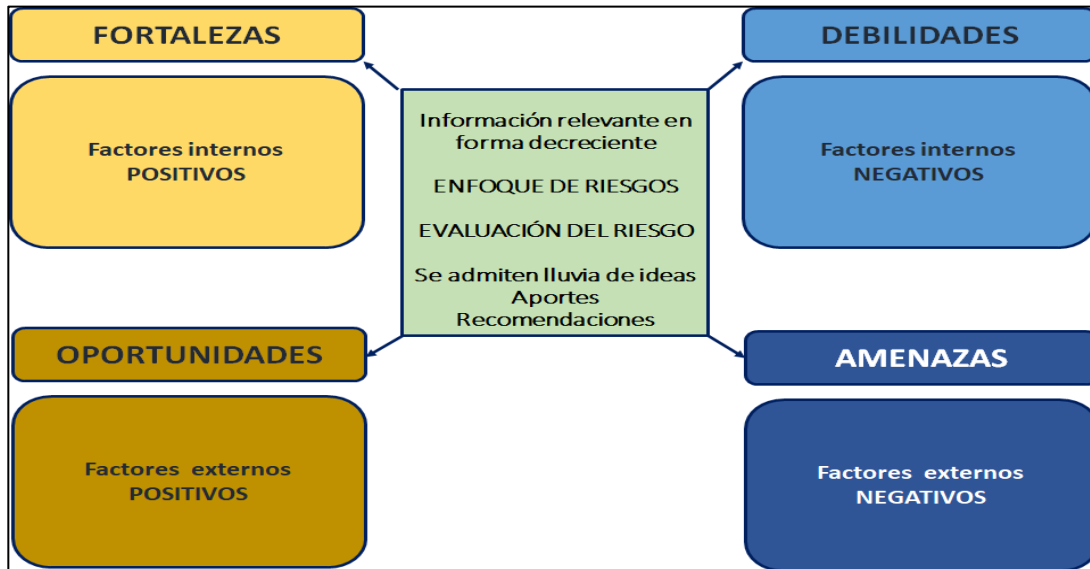 FORTALEZAS
Factores internos
POSITIVOS
DEBILIDADES
Factores internos
NEGATIVOS
Información relevante en
forma decreciente
ENFOQUE DE RIESGOS
EVALUACIÓN DEL RIESGO
Se admiten lluvia de ideas
Aportes
Recomendaciones
OPORTUNIDADES
Factores externos
POSITIVOS
AMENAZAS
Factores externos
NEGATIVOS